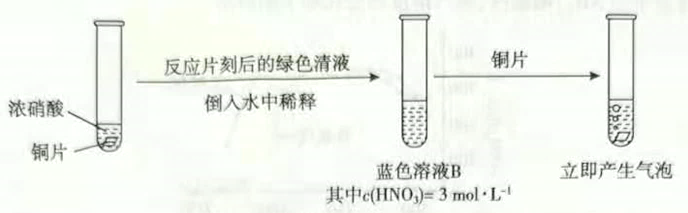 反应片刻后的绿色清液
倒入水中稀释
铜片
浓硝酸
铜片
蓝色溶液B
其中c(HNO₃)= 3 mol·L⁻¹
立即产生气泡